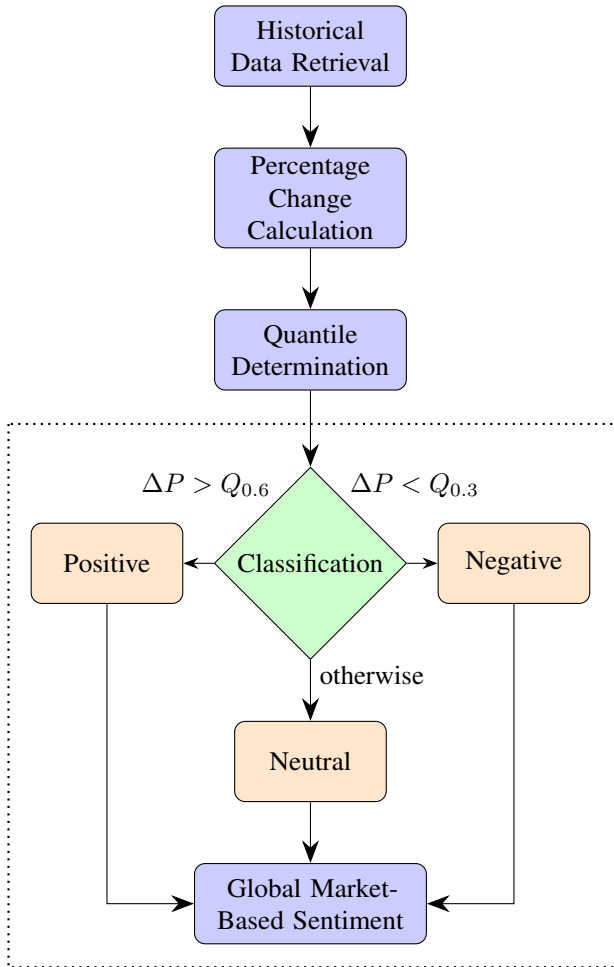 Historical
Data Retrieval
Percentage
Change
Calculation
Quantile
Determination
ΔP > Q₀.₆
ΔP < Q₀.₃
Positive
Classification
Negative
otherwise
Neutral
Global Market-
Based Sentiment